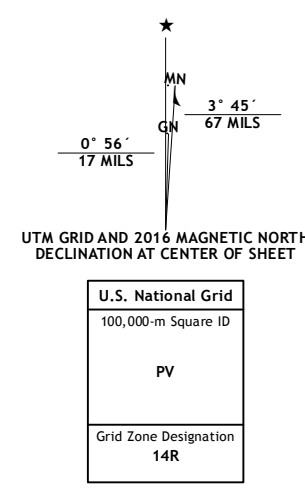 ★
MN
GN
3° 45´
67 MILS
0° 56´
17 MILS
UTM GRID AND 2016 MAGNETIC NORTH
DECLINATION AT CENTER OF SHEET
U.S. National Grid
100,000-m Square ID
PV
Grid Zone Designation
14R